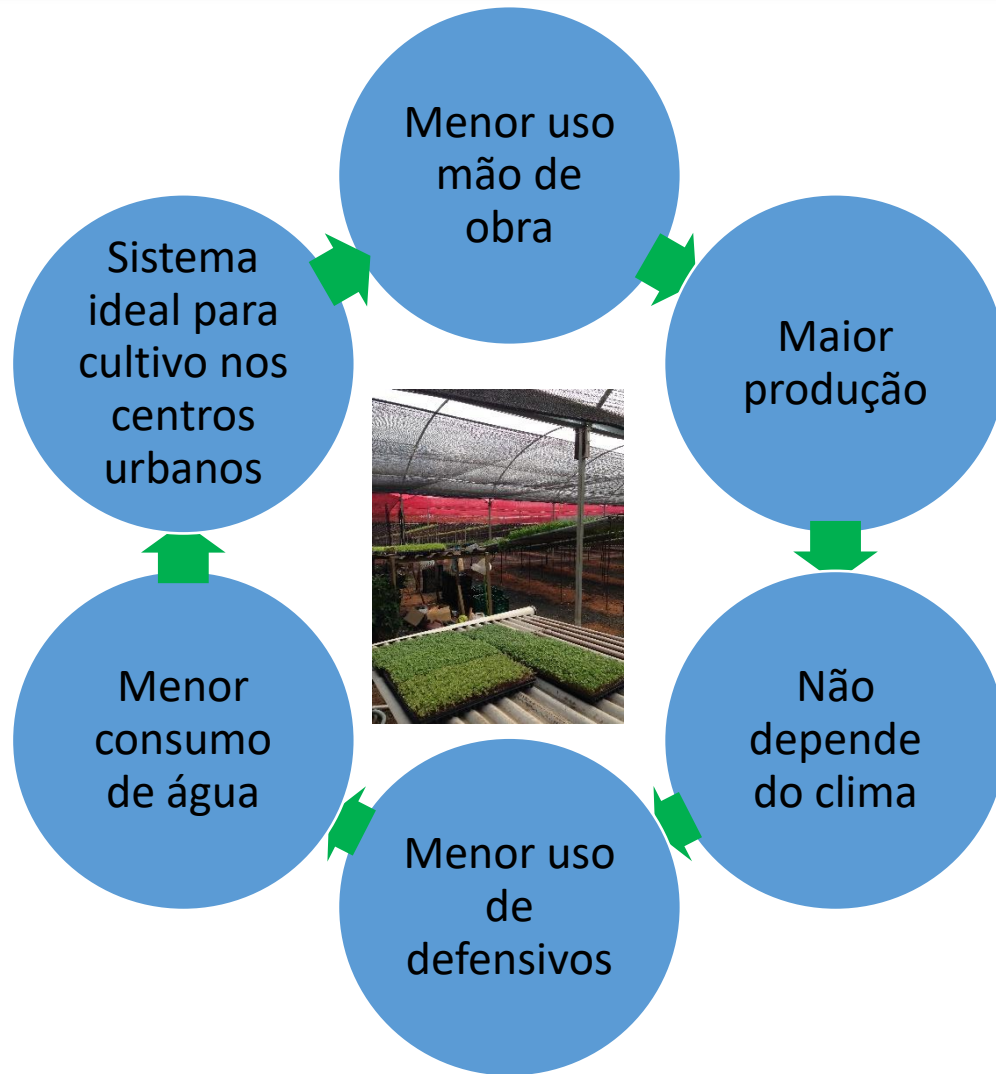 Menor uso
mão de
obra
Maior
produção
Não
depende
do clima
Menor uso
de
defensivos
Menor
consumo
de água
Sistema
ideal para
cultivo nos
centros
urbanos